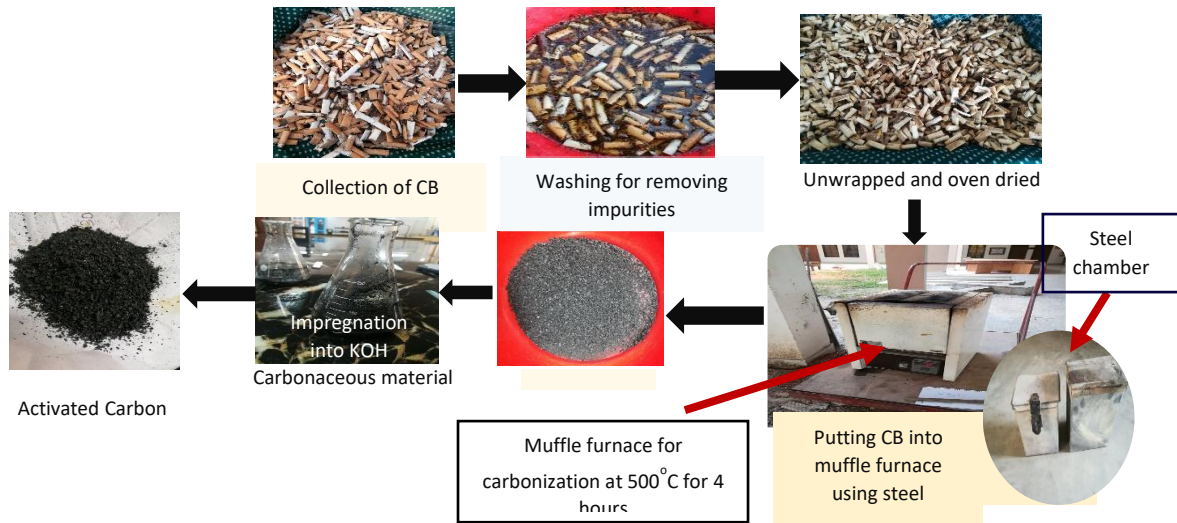 Collection of CB
Washing for removing
impurities
Unwrapped and oven dried
Steel
chamber
Impregnation
into KOH
Carbonaceous material
Activated Carbon
Muffle furnace for
carbonization at 500°C for 4
hours
Putting CB into
muffle furnace
using steel